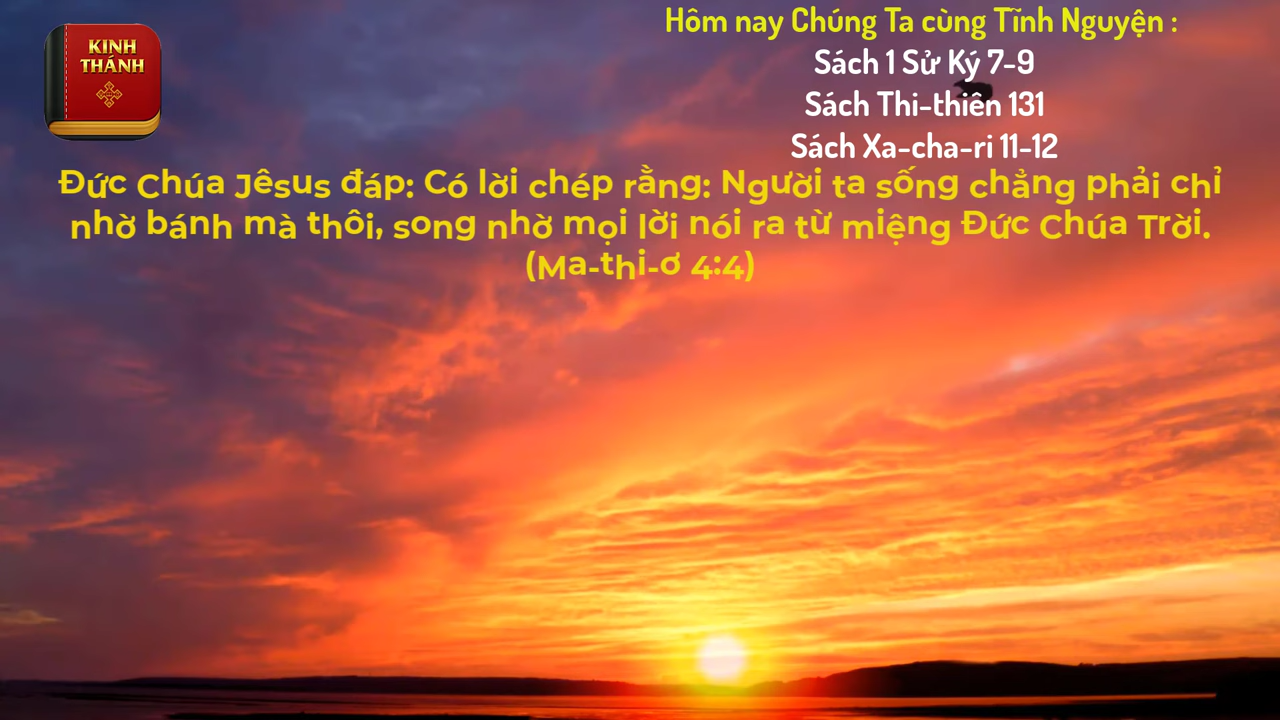 KINH
THÁNH
Hôm nay Chúng Ta cùng Tĩnh Nguyện :
Sách 1 Sử Ký 7-9
Sách Thi-thiên 131
Sách Xa-cha-ri 11-12
Đức Chúa Jêsus đáp: Có lời chép rằng: Người ta sống chẳng phải chỉ
nhờ bánh mà thôi, song nhờ mọi lời nói ra từ miệng Đức Chúa Trời.
(Ma-thi-ơ 4:4)